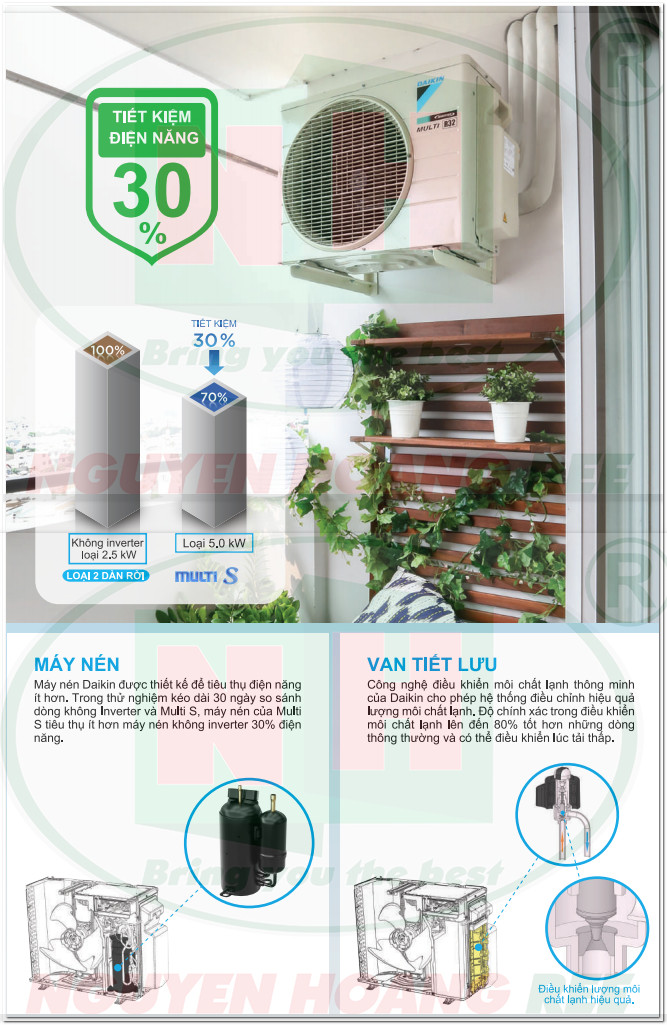 TIẾT KIỆM
ĐIỆN NĂNG
30
%
DAIKIN
MULTI
R32
TIẾT KIỆM
30%
100%
70%
Không inverter
loại 2.5 kW
Loại 5.0 kW
LOẠI 2 DÀN RỜI
MULTI S
NH
®
Bring you the best
NGUYEN HOANG REE
MÁY NÉN
Máy nén Daikin được thiết kế để tiêu thụ điện năng
ít hơn. Trong thử nghiệm kéo dài 30 ngày so sánh
dòng không Inverter và Multi S, máy nén của Multi
S tiêu thụ ít hơn máy nén không inverter 30% điện
năng.
VAN TIẾT LƯU
Công nghệ điều khiển môi chất lạnh thông minh
của Daikin cho phép hệ thống điều chỉnh hiệu quả
lượng môi chất lạnh. Độ chính xác trong điều khiển
môi chất lạnh lên đến 80% tốt hơn những dòng
thông thường và có thể điều khiển lúc tải thấp.
Điều khiển lượng môi
chất lạnh hiệu quả.
NH
®
Bring you the best
NGUYEN HOANG REE